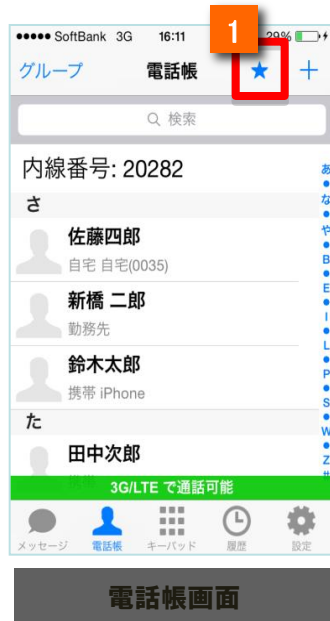 1
SoftBank 3G 16:11 29%
グループ 電話帳 ★ +
検索
内線番号: 20282
さ
佐藤四郎
自宅 自宅(0035)
新橋 二郎
勤務先
鈴木太郎
携帯 iPhone
た
田中次郎
あ
な
や
B
E
I
L
P
S
W
Z
#
3G/LTE で通話可能
メッセージ 電話帳 キーパッド 履歴 設定
電話帳画面